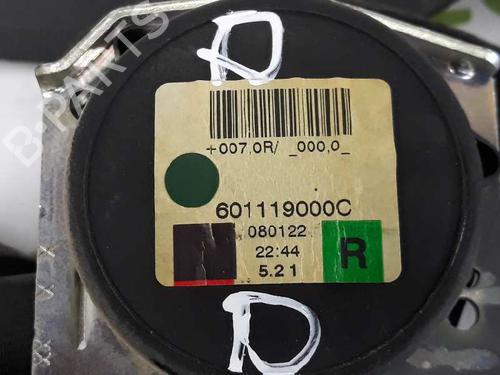 D
B-PARTS
+007,0R/ _000,0_
601119000C
080122
22:44
5.21
R
D